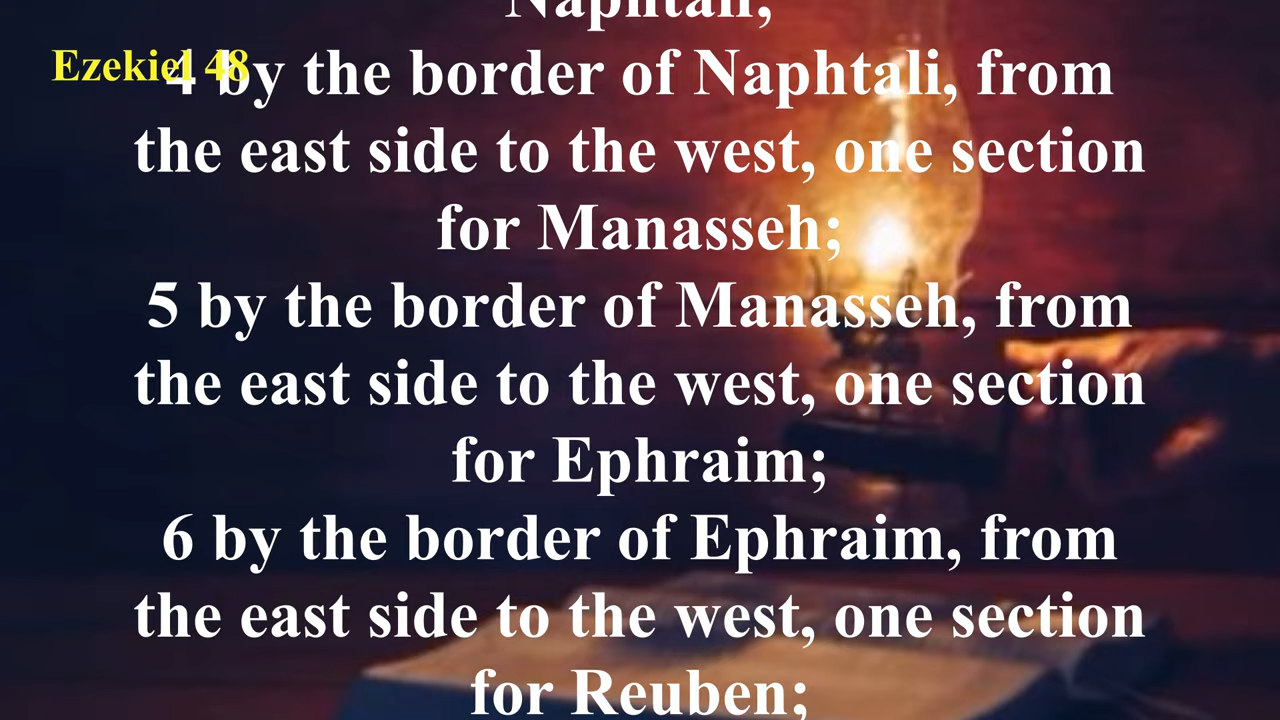 Naphtali;
Ezekiel 48
4 by the border of Naphtali, from
the east side to the west, one section
for Manasseh;
5 by the border of Manasseh, from
the east side to the west, one section
for Ephraim;
6 by the border of Ephraim, from
the east side to the west, one section
for Reuben;